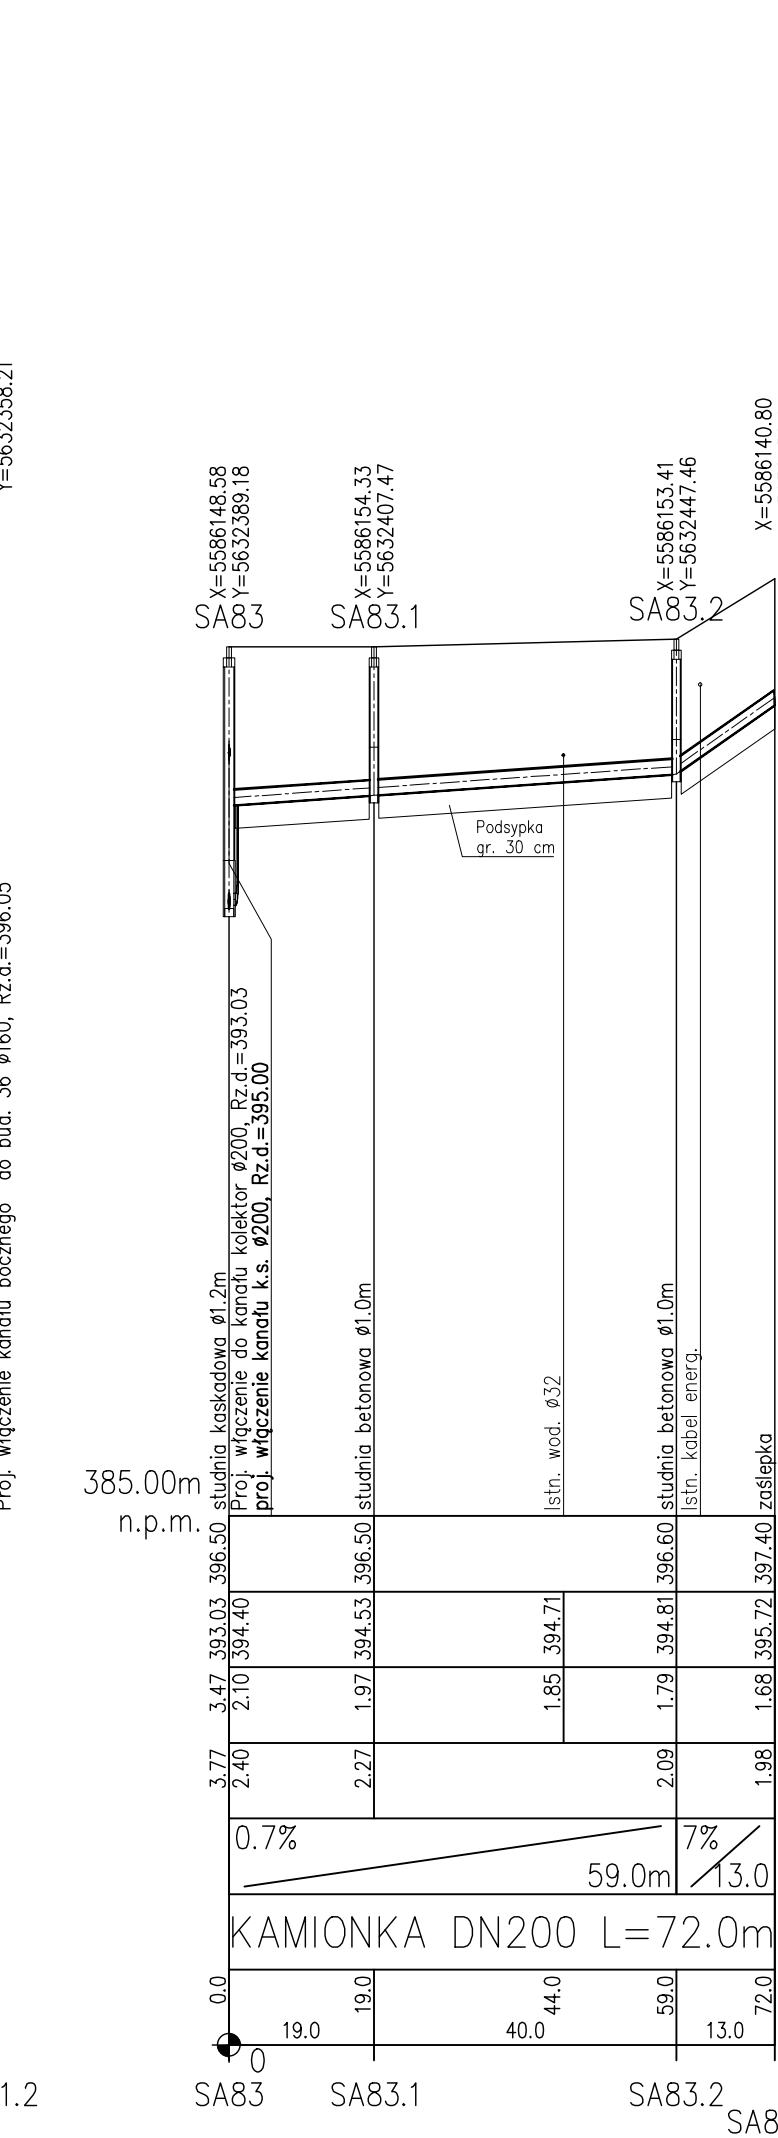 Y=5632358.21
X=5586148.58
Y=5632389.18
SA83
X=5586154.33
Y=5632407.47
SA83.1
X=5586153.41
Y=5632447.46
SA83.2
X=5586140.80
Podsypka
gr. 30 cm
Proj. włączenie kanału bocznego do bud. 36 ø160, Rz.d.=396.05
studnia kaskadowa ø1.2m
Proj. włączenie do kanału kolektor ø200, Rz.d.=393.03
proj. włączenie kanału k.s. ø200, Rz.d.=395.00
studnia betonowa ø1.0m
Istn. wod. ø32
studnia betonowa ø1.0m
Istn. kabel energ.
zaślepka
385.00m
n.p.m.
396.50 396.50 396.60 397.40
393.03 394.40 394.53 394.71 394.81 395.72
3.47 2.10 1.97 1.85 1.79 1.68
3.77 2.40 2.27 2.09 1.98
0.7% 7%
59.0m 13.0
KAMIONKA DN200 L=72.0m
0.0 19.0 44.0 59.0 72.0
19.0 40.0 13.0
0
1.2 SA83 SA83.1 SA83.2
SA8